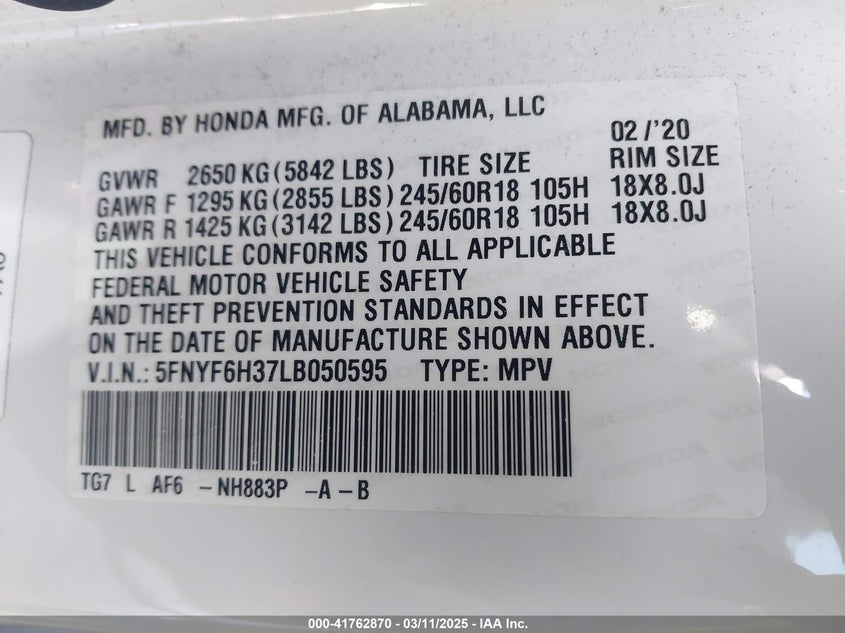 MFD. BY HONDA MFG. OF ALABAMA, LLC 02/'20
GVWR 2650 KG (5842 LBS) TIRE SIZE RIM SIZE
GAWR F 1295 KG (2855 LBS) 245/60R18 105H 18X8.0J
GAWR R 1425 KG (3142 LBS) 245/60R18 105H 18X8.0J
THIS VEHICLE CONFORMS TO ALL APPLICABLE
FEDERAL MOTOR VEHICLE SAFETY
AND THEFT PREVENTION STANDARDS IN EFFECT
ON THE DATE OF MANUFACTURE SHOWN ABOVE.
V.I.N.: 5FNYF6H37LB050595 TYPE: MPV
TG7 L AF6 - NH883P - A - B
HONDA
000-41762870 - 03/11/2025 - IAA Inc.